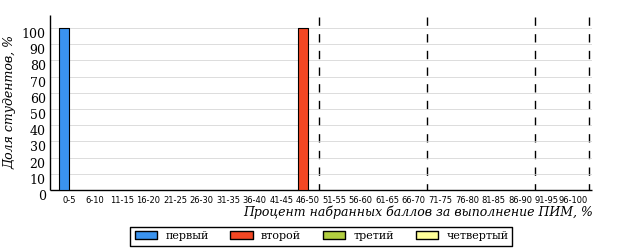 Доля студентов, %
100
90
80
70
60
50
40
30
20
10
0
0-5 6-10 11-15 16-20 21-25 26-30 31-35 36-40 41-45 46-50 51-55 56-60 61-65 66-70 71-75 76-80 81-85 86-90 91-95 96-100
Процент набранных баллов за выполнение ПИМ, %
первый второй третий четвертый